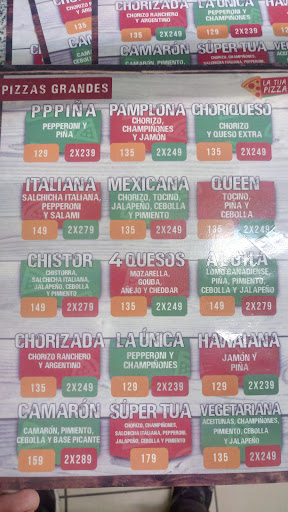 CHORIZADA
CHORIZO RANCHERO
Y ARGENTINO
135 2X249
LA ÚNICA
PEPPERONI Y
CHAMPIÑONES
129 2X239
CAMARÓN
SÚPER TUA
PIZZAS GRANDES
LA TUA
PIZZA
PPPIÑA
PEPPERONI Y
PIÑA
129 2X239
PAMPLONA
CHORIZO,
CHAMPIÑONES
Y JAMÓN
135 2X249
CHORIQUESO
CHORIZO
Y QUESO EXTRA
135 2X249
ITALIANA
SALCHICHA ITALIANA,
PEPPERONI
Y SALAMI
149 2X279
MEXICANA
CHORIZO, TOCINO,
JALAPEÑO, CEBOLLA
Y PIMIENTO
135 2X249
QUEEN
TOCINO,
PIÑA Y
CEBOLLA
135 2X249
CHISTOR
CHISTORRA,
SALCHICHA ITALIANA,
JALAPEÑO, CEBOLLA
Y PIMIENTO
149 2X279
4 QUESOS
MOZARELLA,
GOUDA,
AÑEJO Y CHEDDAR
135 2X249
LOMO CANADIENSE,
PIÑA, PIMIENTO,
CEBOLLA Y JALAPEÑO
149 2X279
CHORIZADA
CHORIZO RANCHERO
Y ARGENTINO
135 2X249
LA ÚNICA
PEPPERONI Y
CHAMPIÑONES
129 2X239
HAWAIANA
JAMÓN Y
PIÑA
129 2X239
CAMARÓN
CAMARÓN, PIMIENTO,
CEBOLLA Y BASE PICANTE
159 2X289
SÚPER TUA
CHORIZO, CHAMPIÑONES,
SALCHICHA ITALIANA, PEPPERONI,
JALAPEÑO, CEBOLLA Y PIMIENTO
179
VEGETARIANA
ACEITUNAS, CHAMPIÑONES,
PIMIENTO, CEBOLLA
Y JALAPEÑO
135 2X249